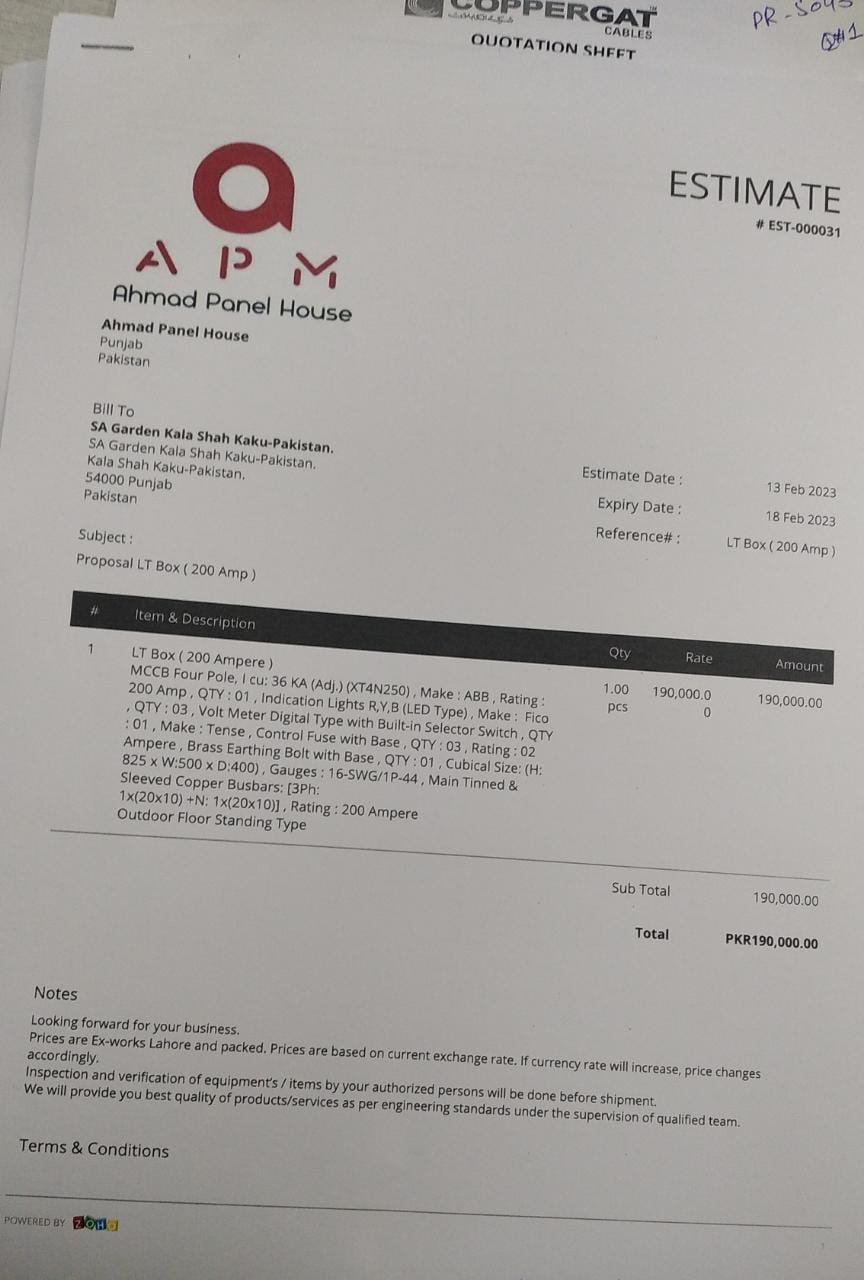 COPPERGAT
CABLES
QUOTATION SHEET
PR-5043
Q#1
ESTIMATE
# EST-000031
APM
Ahmad Panel House
Ahmad Panel House
Punjab
Pakistan
Bill To
SA Garden Kala Shah Kaku-Pakistan.
SA Garden Kala Shah Kaku-Pakistan.
Kala Shah Kaku-Pakistan.
54000 Punjab
Pakistan
Estimate Date : 13 Feb 2023
Expiry Date : 18 Feb 2023
Reference# : LT Box ( 200 Amp )
Subject :
Proposal LT Box ( 200 Amp )
# Item & Description Qty Rate Amount
1 LT Box ( 200 Ampere ) 1.00 190,000.0 190,000.00
MCCB Four Pole, I cu: 36 KA (Adj.) (XT4N250) , Make : ABB , Rating : pcs 0
200 Amp , QTY : 01 , Indication Lights R,Y,B (LED Type) , Make : Fico
, QTY : 03 , Volt Meter Digital Type with Built-in Selector Switch , QTY
: 01 , Make : Tense , Control Fuse with Base , QTY : 03 , Rating : 02
Ampere , Brass Earthing Bolt with Base , QTY : 01 , Cubical Size: (H:
825 x W:500 x D:400) , Gauges : 16-SWG/1P-44 , Main Tinned &
Sleeved Copper Busbars: [3Ph:
1x(20x10) +N: 1x(20x10)] , Rating : 200 Ampere
Outdoor Floor Standing Type
Sub Total 190,000.00
Total PKR190,000.00
Notes
Looking forward for your business.
Prices are Ex-works Lahore and packed. Prices are based on current exchange rate. If currency rate will increase, price changes
accordingly.
Inspection and verification of equipment's / items by your authorized persons will be done before shipment.
We will provide you best quality of products/services as per engineering standards under the supervision of qualified team.
Terms & Conditions
POWERED BY ZOHO
1